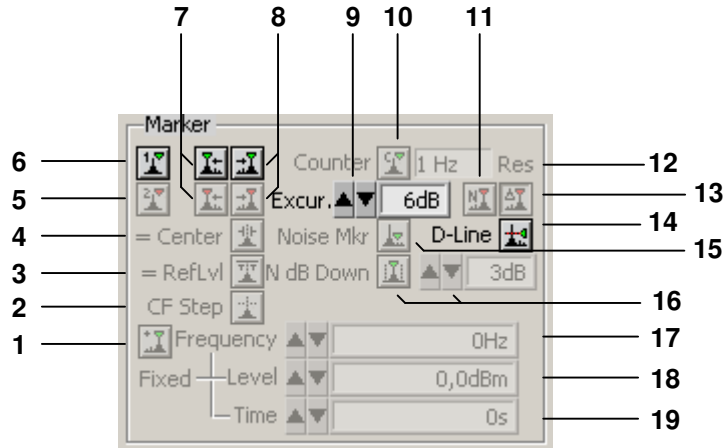 7 8 9 10 11
Marker
6 1 Counter C 1 Hz Res 12
5 2 Excur. 6dB N Δ 13
4 = Center Noise Mkr D-Line 14
15
3 = RefLvl N dB Down 3dB
2 CF Step 16
1 Frequency 0Hz 17
Fixed Level 0,0dBm 18
Time 0s 19